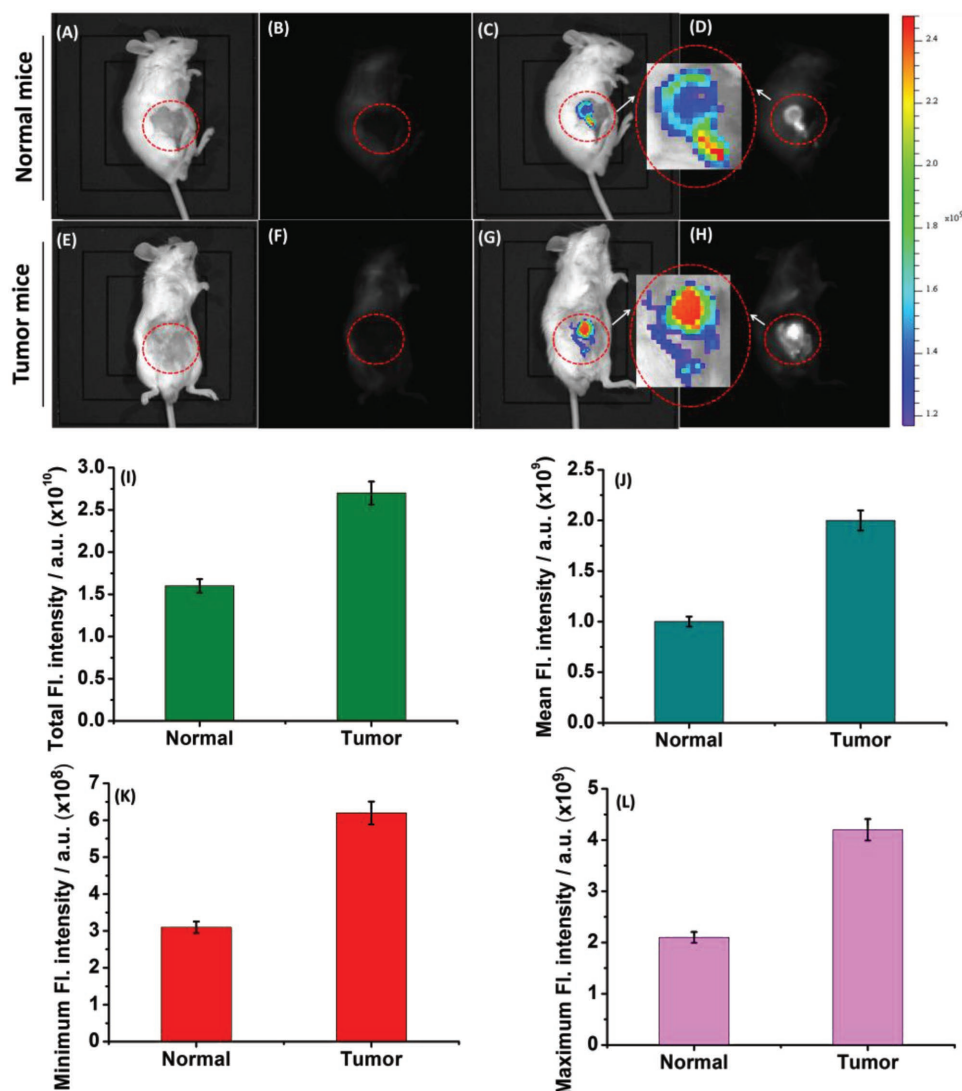 Normal mice
(A)
(B)
(C)
(D)
2.4
2.2
2.0
x10⁹
1.8
1.6
1.4
1.2
Tumor mice
(E)
(F)
(G)
(H)
(I)
Total Fl. intensity / a.u. (x10¹⁰)
3.0
2.5
2.0
1.5
1.0
0.5
0.0
Normal Tumor
(J)
Mean Fl. intensity / a.u. (x10⁹)
2.5
2.0
1.5
1.0
0.5
0.0
Normal Tumor
(K)
Minimum Fl. intensity / a.u. (x10⁸)
7
6
5
4
3
2
1
0
Normal Tumor
(L)
Maximum Fl. intensity / a.u. (x10⁹)
4
3
2
1
0
Normal Tumor